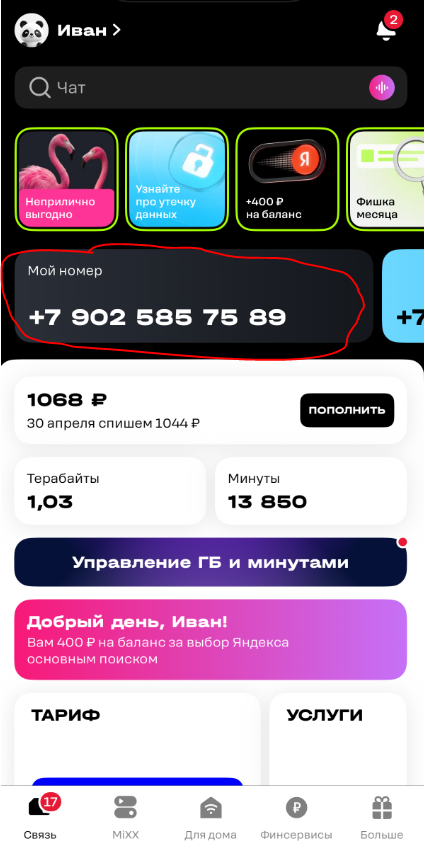 Иван
2
Чат
Неприлично
выгодно
Узнайте
про утечку
данных
Я
+400 ₽
на баланс
Фишка
месяца
Мой номер
+7 902 585 75 89
+7
1068 ₽
30 апреля спишем 1044 ₽
ПОПОЛНИТЬ
Терабайты
1,03
Минуты
13 850
Управление ГБ и минутами
Добрый день, Иван!
Вам 400 ₽ на баланс за выбор Яндекса
основным поиском
ТАРИФ
УСЛУГИ
17
₽
Связь
MiXX
Для дома
Финсервисы
Больше